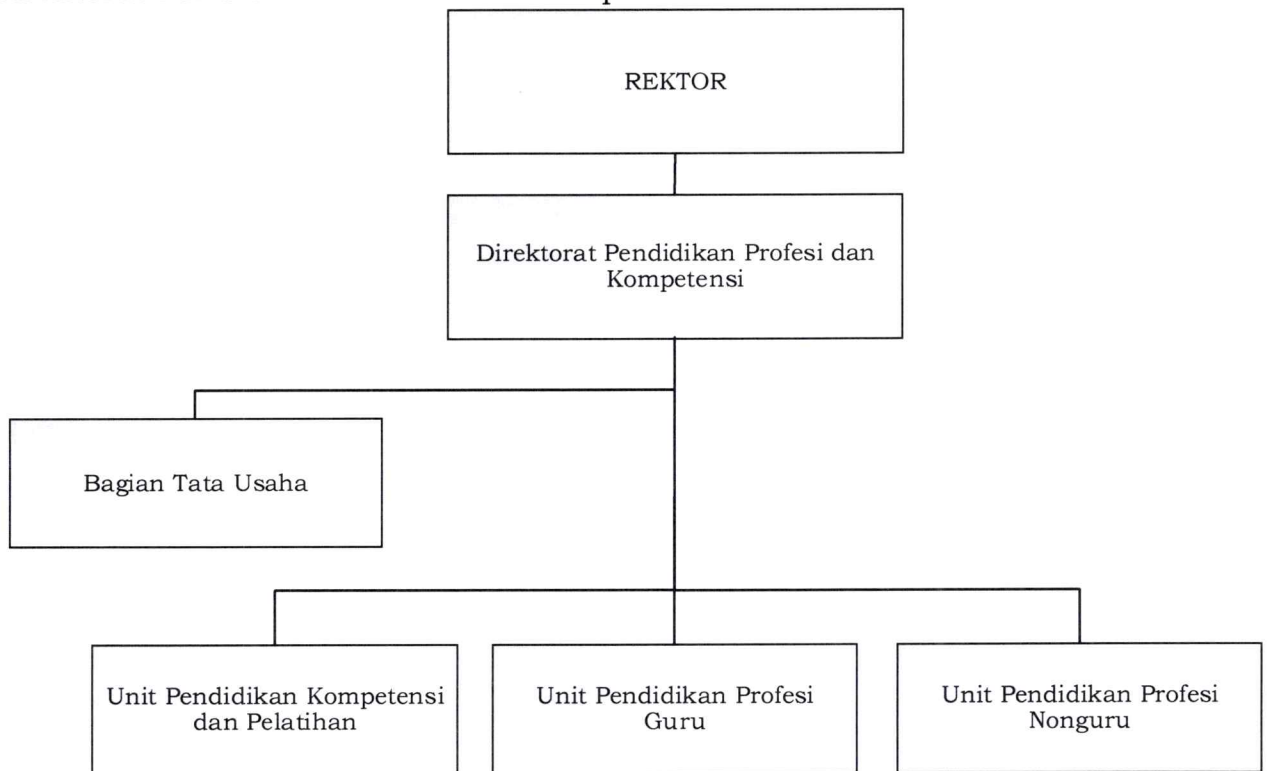 REKTOR
Direktorat Pendidikan Profesi dan
Kompetensi
Bagian Tata Usaha
Unit Pendidikan Kompetensi
dan Pelatihan
Unit Pendidikan Profesi
Guru
Unit Pendidikan Profesi
Nonguru